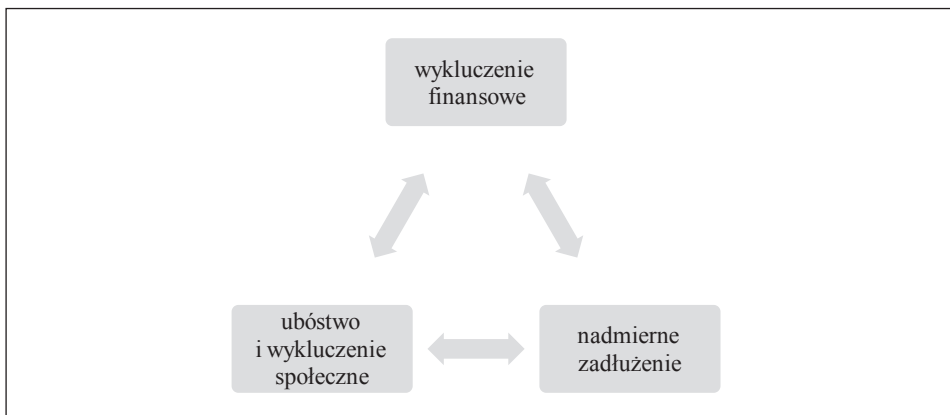 wykluczenie
finansowe
ubóstwo
i wykluczenie
społeczne
nadmierne
zadłużenie